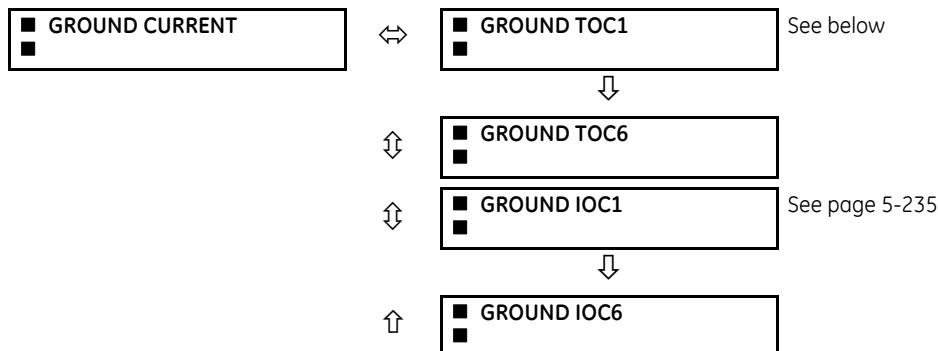 ■ GROUND CURRENT
■
⬄
■ GROUND TOC1
■
See below
⇩
⇳
■ GROUND TOC6
■
⇳
■ GROUND IOC1
■
See page 5-235
⇩
⇧
■ GROUND IOC6
■